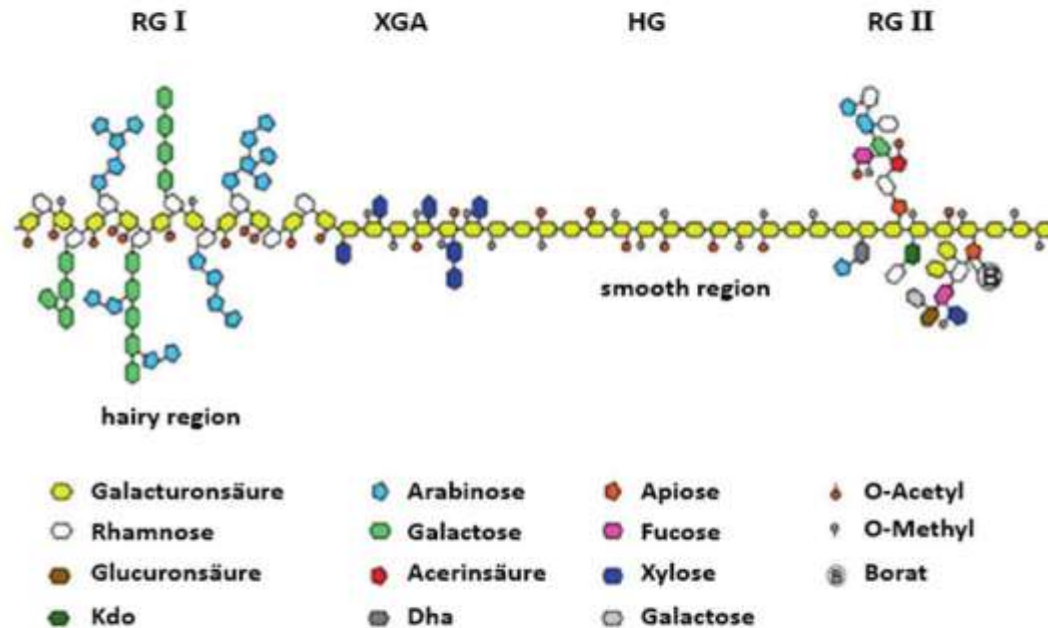 RG I XGA HG RG II
B
smooth region
hairy region
Galacturonsäure Arabinose Apiose O-Acetyl
Rhamnose Galactose Fucose O-Methyl
Glucuronsäure Acerinsäure Xylose B Borat
Kdo Dha Galactose